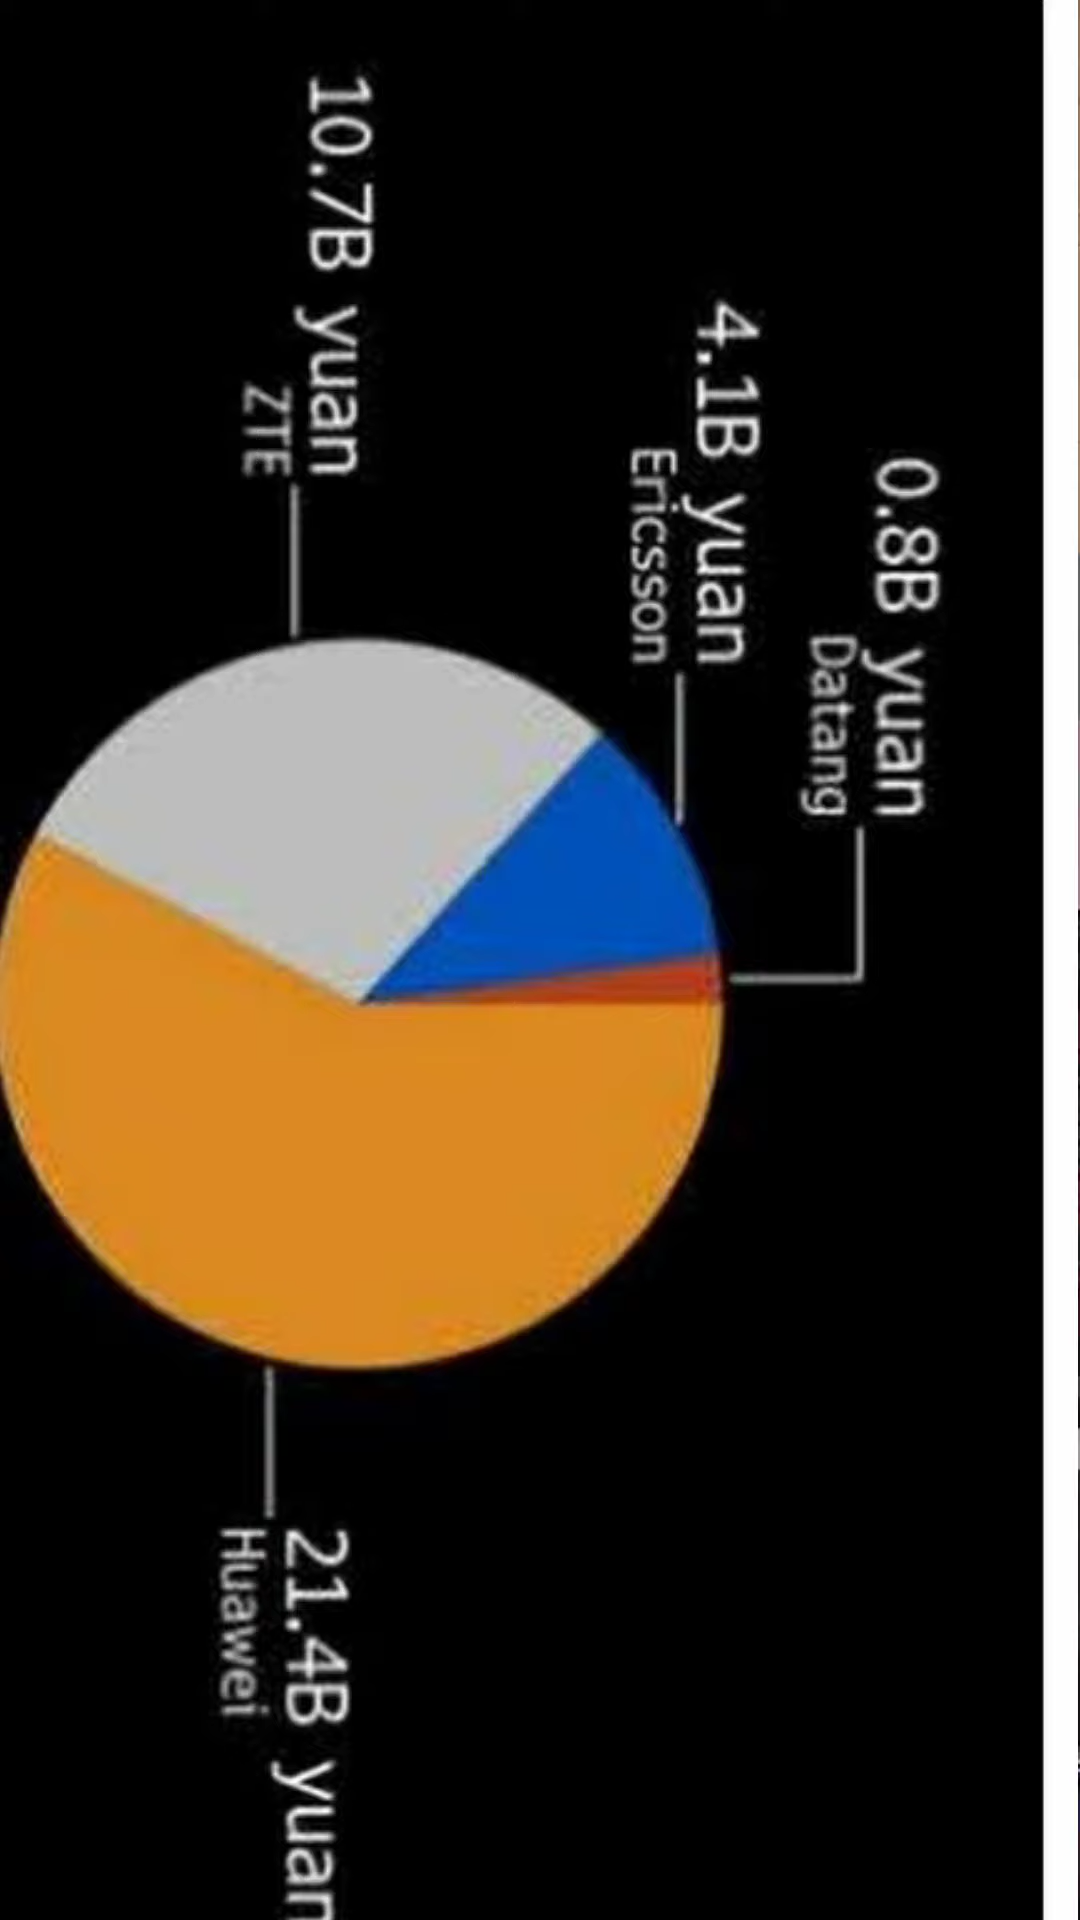 0.8B yuan
Datang
4.1B yuan
Ericsson
10.7B yuan
ZTE
21.4B yuan
Huawei